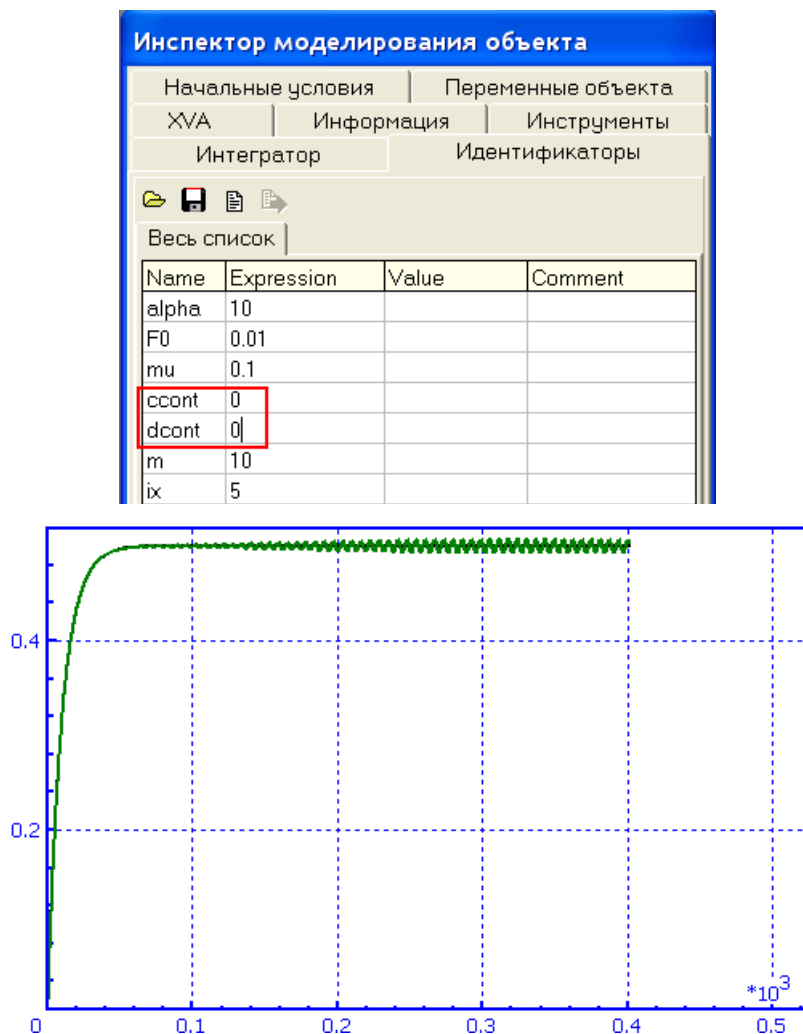 Инспектор моделирования объекта
Начальные условия Переменные объекта
XVA Информация Инструменты
Интегратор Идентификаторы
Весь список
Name Expression Value Comment
alpha 10
F0 0.01
mu 0.1
ccont 0
dcont 0
m 10
ix 5
0.4
0.2
*10³
0 0.1 0.2 0.3 0.4 0.5